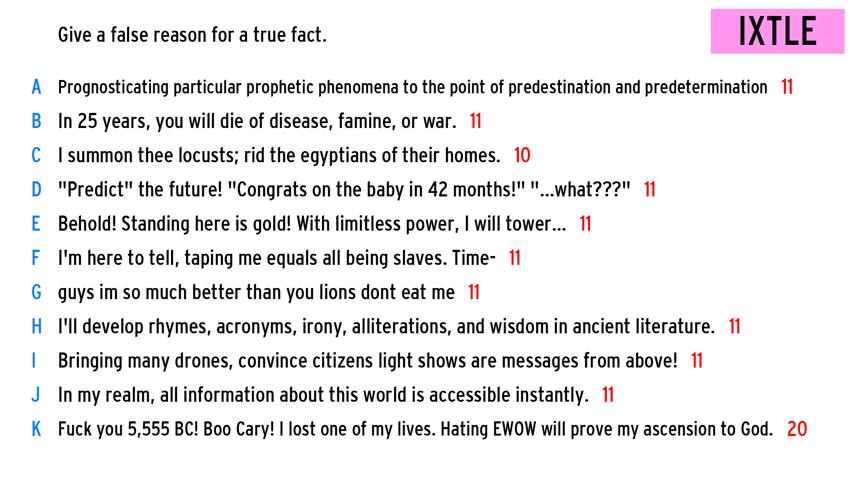 Give a false reason for a true fact.
IXTLE
A Prognosticating particular prophetic phenomena to the point of predestination and predetermination 11
B In 25 years, you will die of disease, famine, or war. 11
C I summon thee locusts; rid the egyptians of their homes. 10
D "Predict" the future! "Congrats on the baby in 42 months!" "...what???" 11
E Behold! Standing here is gold! With limitless power, I will tower... 11
F I'm here to tell, taping me equals all being slaves. Time- 11
G guys im so much better than you lions dont eat me 11
H I'll develop rhymes, acronyms, irony, alliterations, and wisdom in ancient literature. 11
I Bringing many drones, convince citizens light shows are messages from above! 11
J In my realm, all information about this world is accessible instantly. 11
K Fuck you 5,555 BC! Boo Cary! I lost one of my lives. Hating EWOW will prove my ascension to God. 20